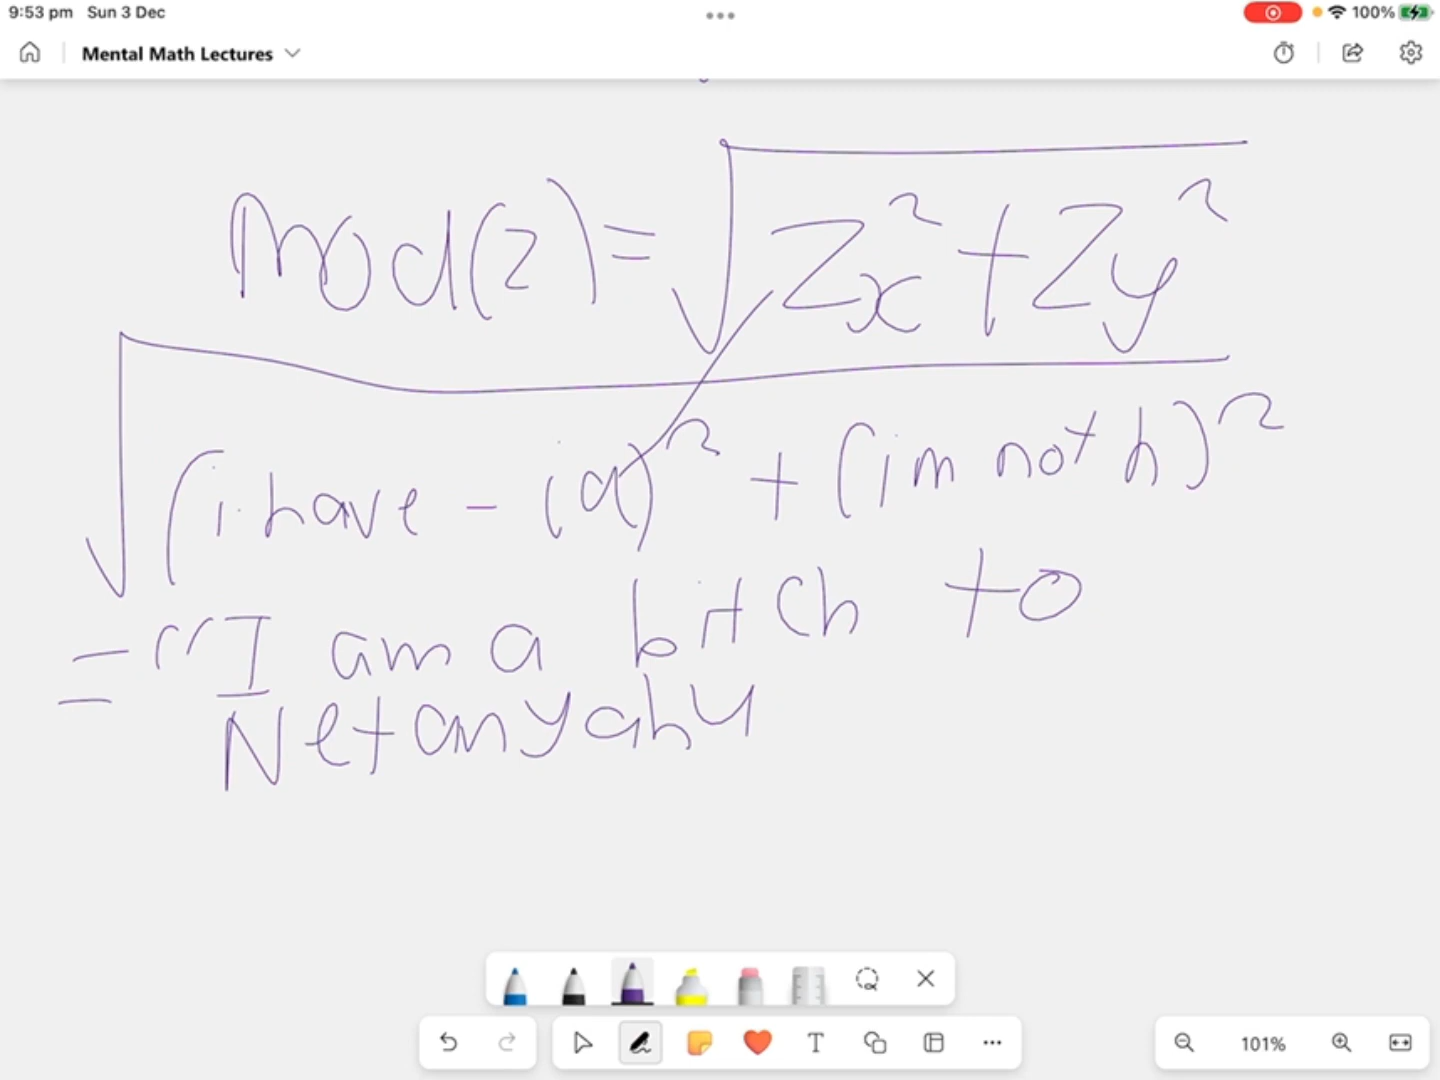 9:53 pm Sun 3 Dec
100%
Mental Math Lectures
mod(z) = √Zx² + Zy²
√(i.have - (a))² + (im not h)²
= "I am a bitch to
Netanyahu
T
101%